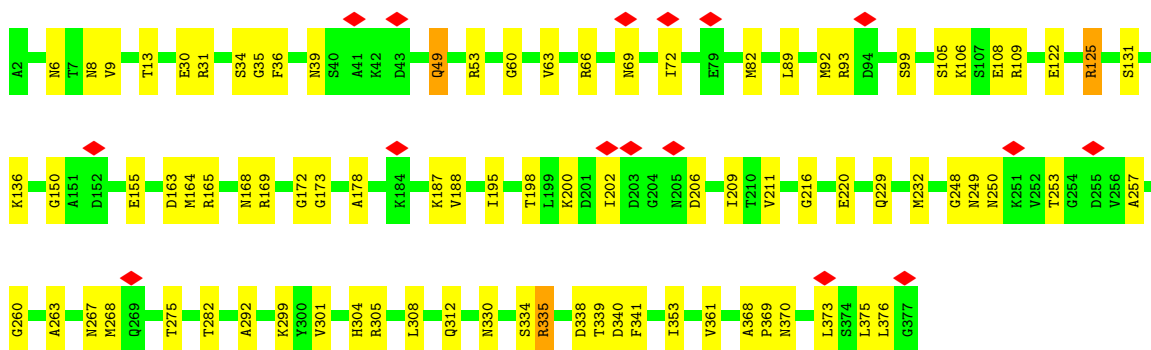 A2 N6 T7 N8 V9 T13 E30 R31 S34 G35 F36 N39 S40 A41 K42 D43 Q49 R53 G60 V63 R66 N69 I72 E79 M82 L89 M92 R93 D94 S99 S105 K106 S107 E108 R109 E122 R125 S131
K136 G150 A151 D152 E155 D163 M164 R165 N168 R169 G172 G173 A178 K184 K187 V188 I195 T198 L199 K200 D201 I202 D203 G204 N205 D206 I209 T210 V211 G216 E220 Q229 M232 G248 N249 N250 K251 V252 T253 G254 D255 V256 A257
G260 A263 N267 M268 Q269 T275 T282 A292 K299 Y300 V301 H304 R305 L308 Q312 N330 S334 R335 D338 T339 D340 F341 I353 V361 A368 P369 N370 L373 S374 L375 L376 G377